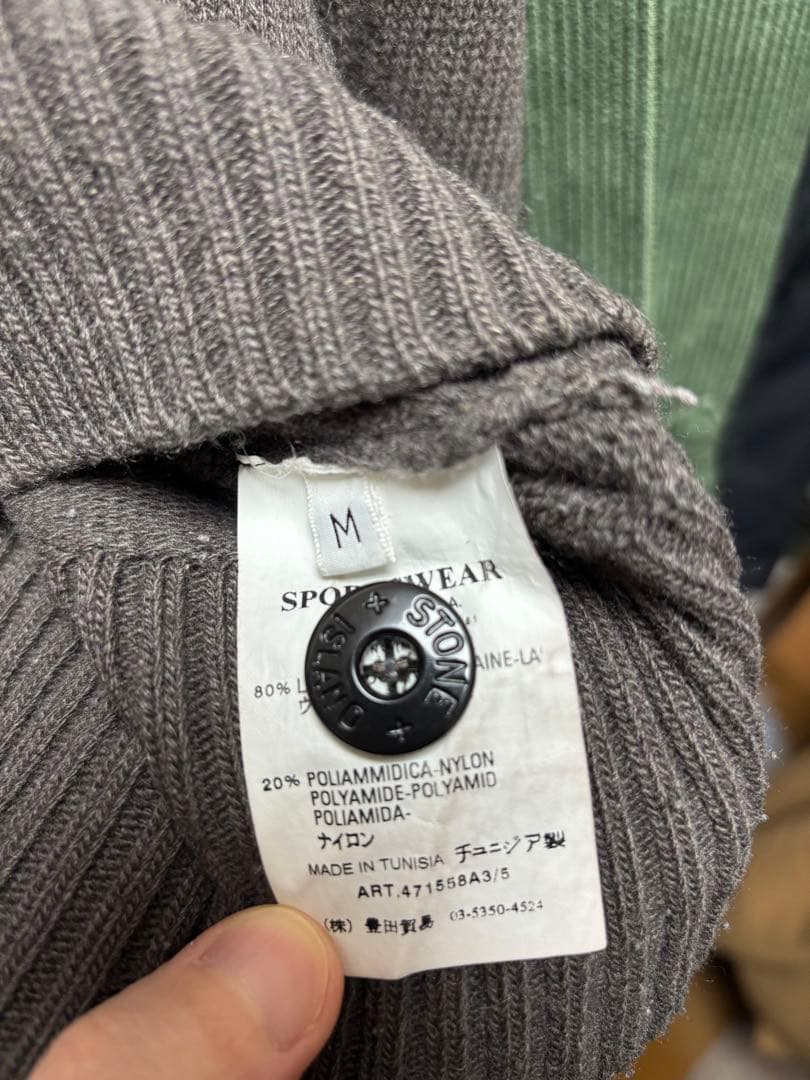 M
SPORTSWEAR
STONE
ISLAND
80%
AINE-LA
20% POLIAMMIDICA-NYLON
POLYAMIDE-POLYAMID
POLIAMIDA-
ナイロン
MADE IN TUNISIA チュニジア製
ART.471558A3/5
(株) 豊田貿易 03-5350-4524